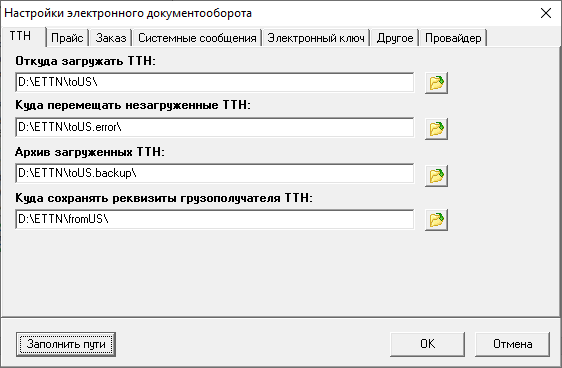 Настройки электронного документооборота
ТТН Прайс Заказ Системные сообщения Электронный ключ Другое Провайдер
Откуда загружать ТТН:
D:\ETTN\toUS\
Куда перемещать незагруженные ТТН:
D:\ETTN\toUS.error\
Архив загруженных ТТН:
D:\ETTN\toUS.backup\
Куда сохранять реквизиты грузополучателя ТТН:
D:\ETTN\fromUS\
Заполнить пути OK Отмена